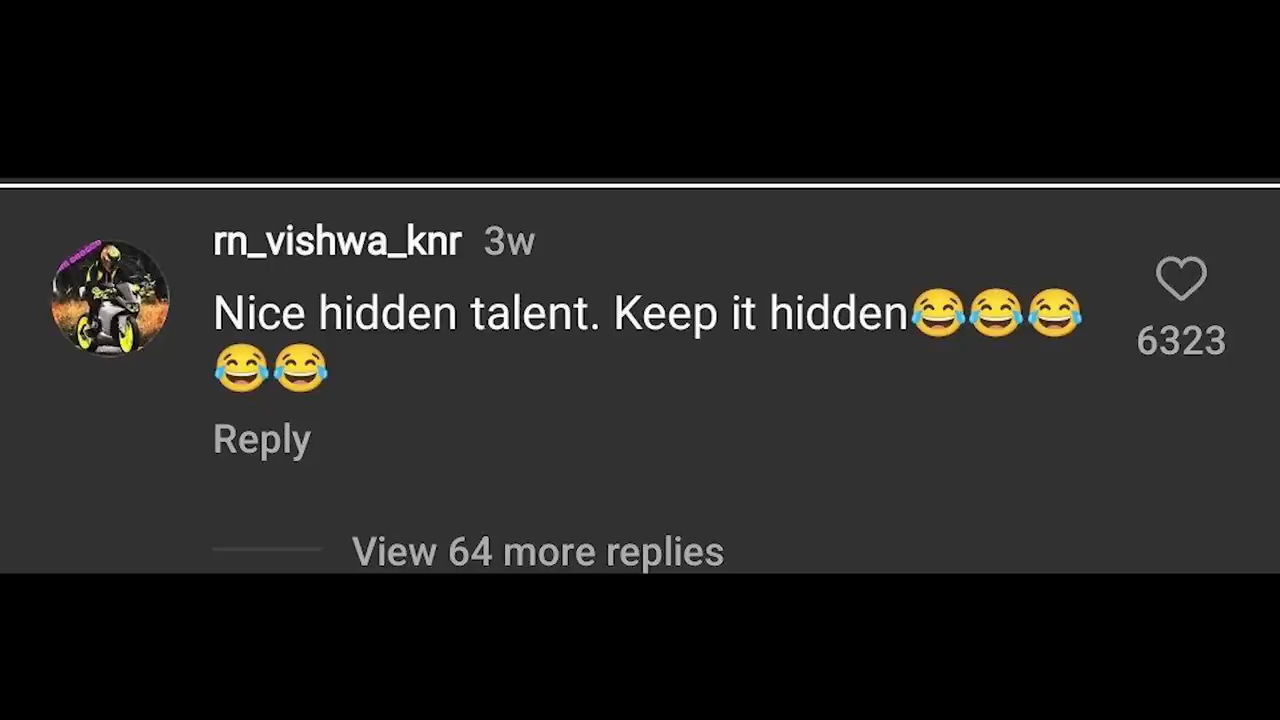 rn_vishwa_knr 3w
Nice hidden talent. Keep it hidden😂😂😂
😂😂
6323
Reply
View 64 more replies